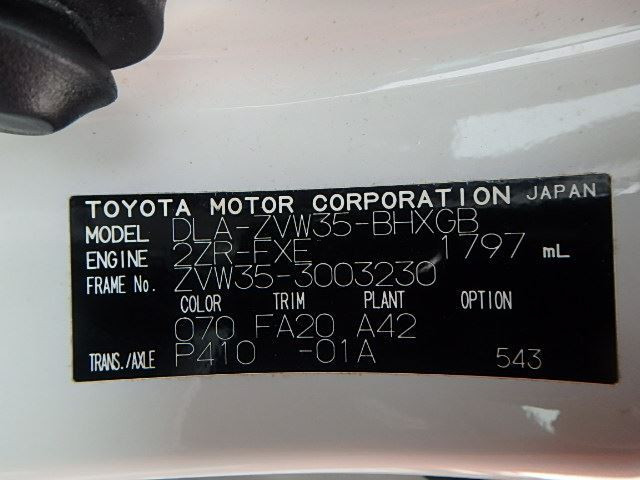 TOYOTA MOTOR CORPORATION JAPAN
MODEL DLA-ZVW35-BHXGB
ENGINE 2ZR-FXE 1797 mL
FRAME No. ZVW35-3003230
COLOR TRIM PLANT OPTION
070 FA20 A42
TRANS./AXLE P410 -01A 543